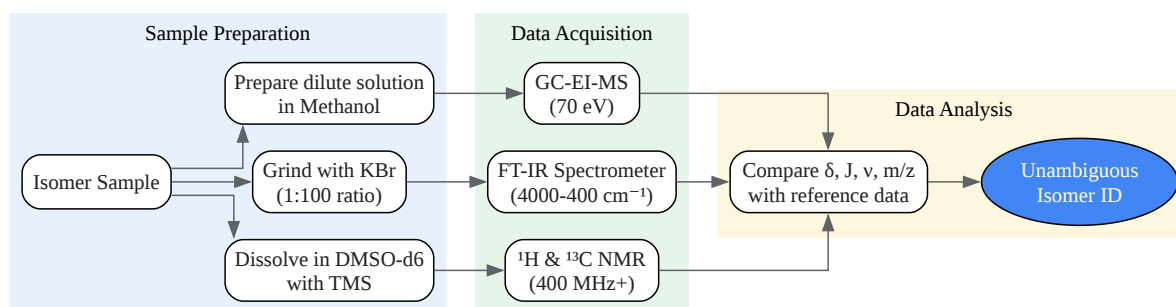 Sample Preparation
Data Acquisition
Data Analysis
Isomer Sample
Prepare dilute solution
in Methanol
Grind with KBr
(1:100 ratio)
Dissolve in DMSO-d6
with TMS
GC-EI-MS
(70 eV)
FT-IR Spectrometer
(4000-400 cm⁻¹)
¹H & ¹³C NMR
(400 MHz+)
Compare δ, J, ν, m/z
with reference data
Unambiguous
Isomer ID